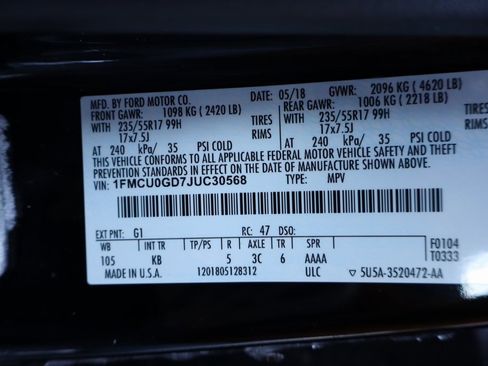 MFD. BY FORD MOTOR CO.
DATE: 05/18 GVWR: 2096 KG ( 4620 LB)
FRONT GAWR: 1098 KG ( 2420 LB) REAR GAWR: 1006 KG ( 2218 LB)
WITH 235/55R17 99H TIRES WITH 235/55R17 99H TIRES
17x7.5J RIMS 17x7.5J RIMS
AT 240 kPa/ 35 PSI COLD AT 240 kPa/ 35 PSI COLD
THIS VEHICLE CONFORMS TO ALL APPLICABLE FEDERAL MOTOR VEHICLE SAFETY AND THEFT
PREVENTION STANDARDS IN EFFECT ON THE DATE OF MANUFACTURE SHOWN ABOVE.
VIN: 1FMCU0GD7JUC30568 TYPE: MPV
EXT PNT: G1 RC: 47 DSO: F0104
WB INT TR TP/PS R AXLE TR SPR T0333
105 KB 5 3C 6 AAAA
MADE IN U.S.A. 1201805128312 ULC 5U5A-3520472-AA